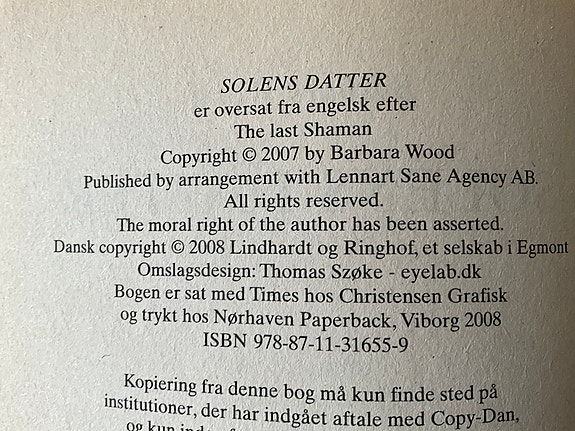 SOLENS DATTER
er oversat fra engelsk efter
The last Shaman
Copyright © 2007 by Barbara Wood
Published by arrangement with Lennart Sane Agency AB.
All rights reserved.
The moral right of the author has been asserted.
Dansk copyright © 2008 Lindhardt og Ringhof, et selskab i Egmont
Omslagsdesign: Thomas Szøke - eyelab.dk
Bogen er sat med Times hos Christensen Grafisk
og trykt hos Nørhaven Paperback, Viborg 2008
ISBN 978-87-11-31655-9
Kopiering fra denne bog må kun finde sted på
institutioner, der har indgået aftale med Copy-Dan,
og kun